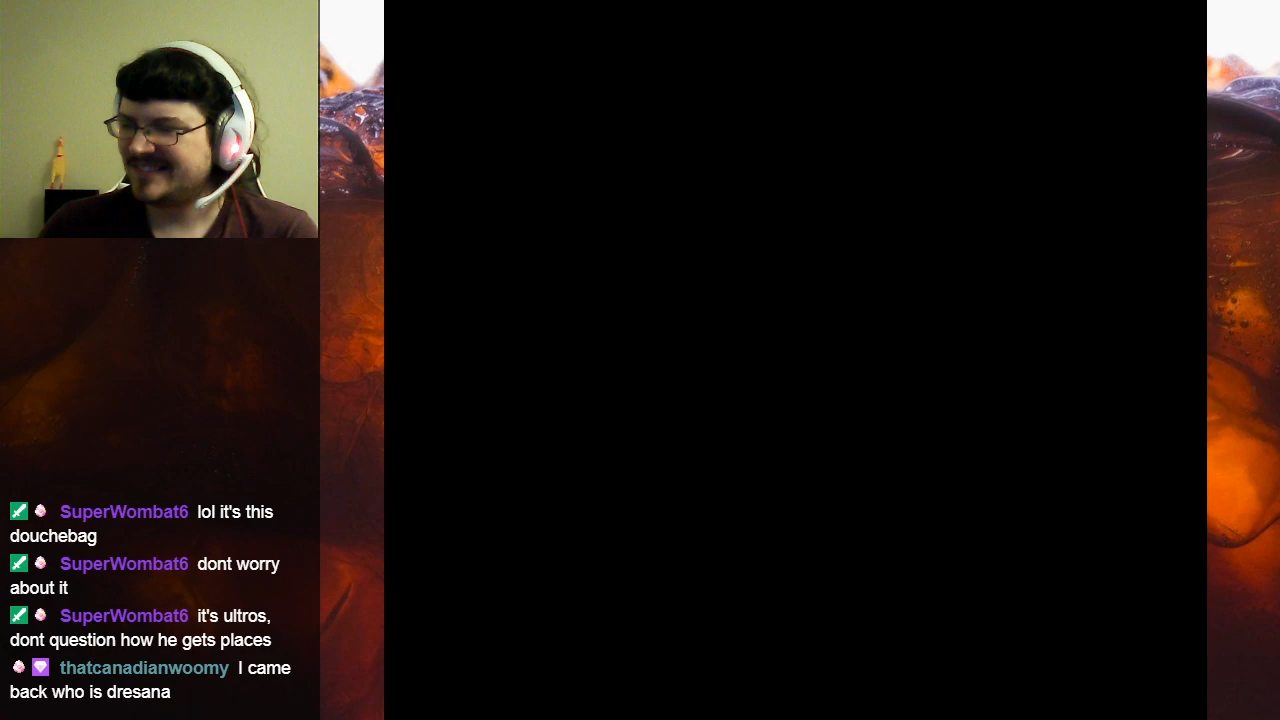 SuperWombat6 lol it's this
douchebag
SuperWombat6 dont worry
about it
SuperWombat6 it's ultros,
dont question how he gets places
thatcanadianwoomy I came
back who is dresana